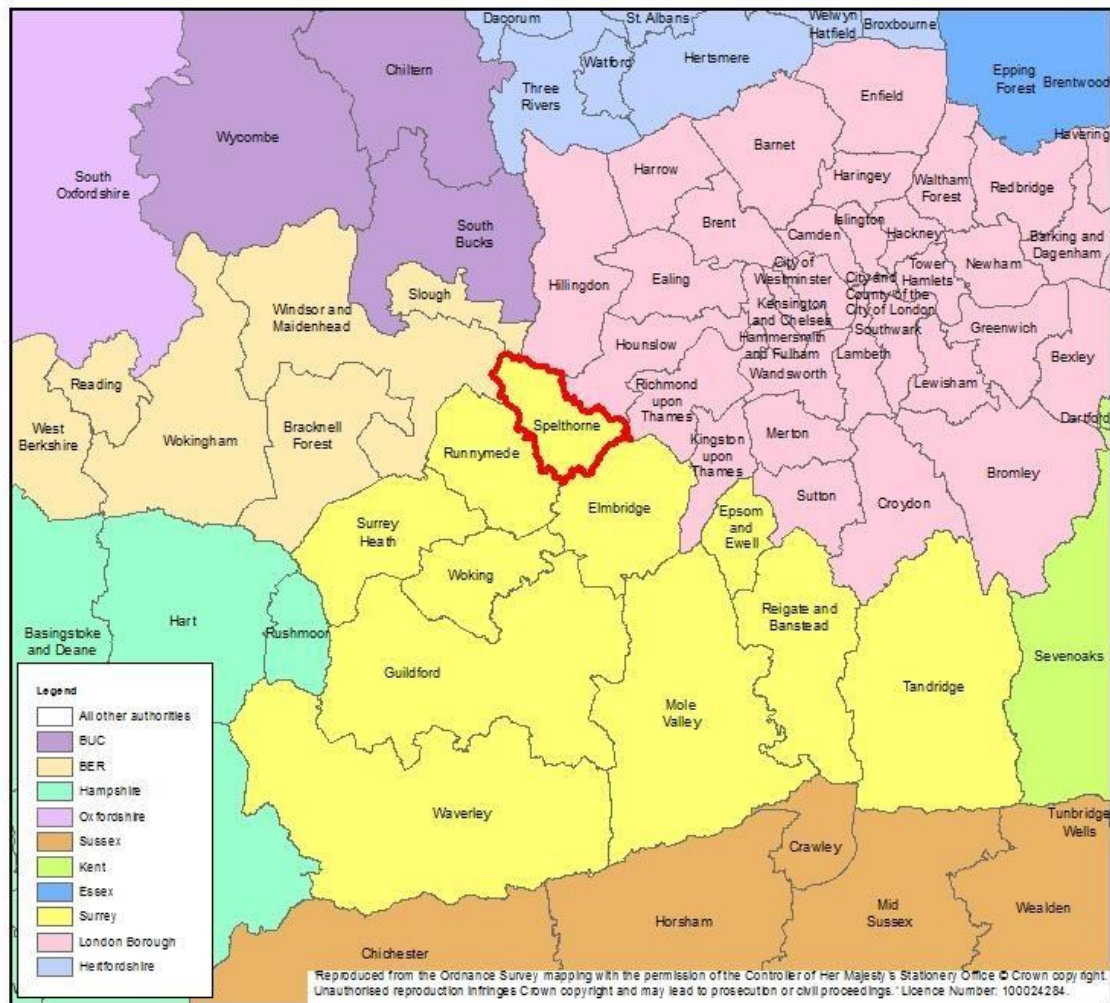 Dacorum
St. Albans
Welwyn
Hatfield
Broxbourne
Chiltern
Watford
Hertsmere
Three
Rivers
Epping
Forest
Brentwood
Enfield
Wycombe
Barnet
Havering
Harrow
South
Oxfordshire
Haringey
Waltham
Forest
Redbridge
Brent
Islington
South
Bucks
Camden
Hackney
Barking and
Dagenham
City of
Westminster
Ealing
Hillingdon
Tower
Hamlets
Newham
City and
County of the
City of London
Slough
Kensington
and Chelsea
Windsor and
Maidenhead
Hounslow
Hammersmith
and Fulham
Southwark
Greenwich
Lambeth
Bexley
Wandsworth
Reading
Richmond
upon
Thames
Lewisham
West
Berkshire
Wokingham
Bracknell
Forest
Spelthorne
Dartford
Runnymede
Kingston
upon
Thames
Merton
Bromley
Sutton
Croydon
Elmbridge
Epsom
and
Ewell
Surrey
Heath
Woking
Reigate and
Banstead
Hart
Rushmoor
Basingstoke
and Deane
Guildford
Sevenoaks
Tandridge
Mole
Valley
Waverley
Tunbridge
Wells
Crawley
Horsham
Mid
Sussex
Wealden
Chichester
Legend
All other authorities
BUC
BER
Hampshire
Oxfordshire
Sussex
Kent
Essex
Surrey
London Borough
Hertfordshire
'Reproduced from the Ordnance Survey mapping with the permission of the Controller of Her Majesty's Stationery Office © Crown copyright.
Unauthorised reproduction infringes Crown copyright and may lead to prosecution or civil proceedings.' Licence Number: 100024284.